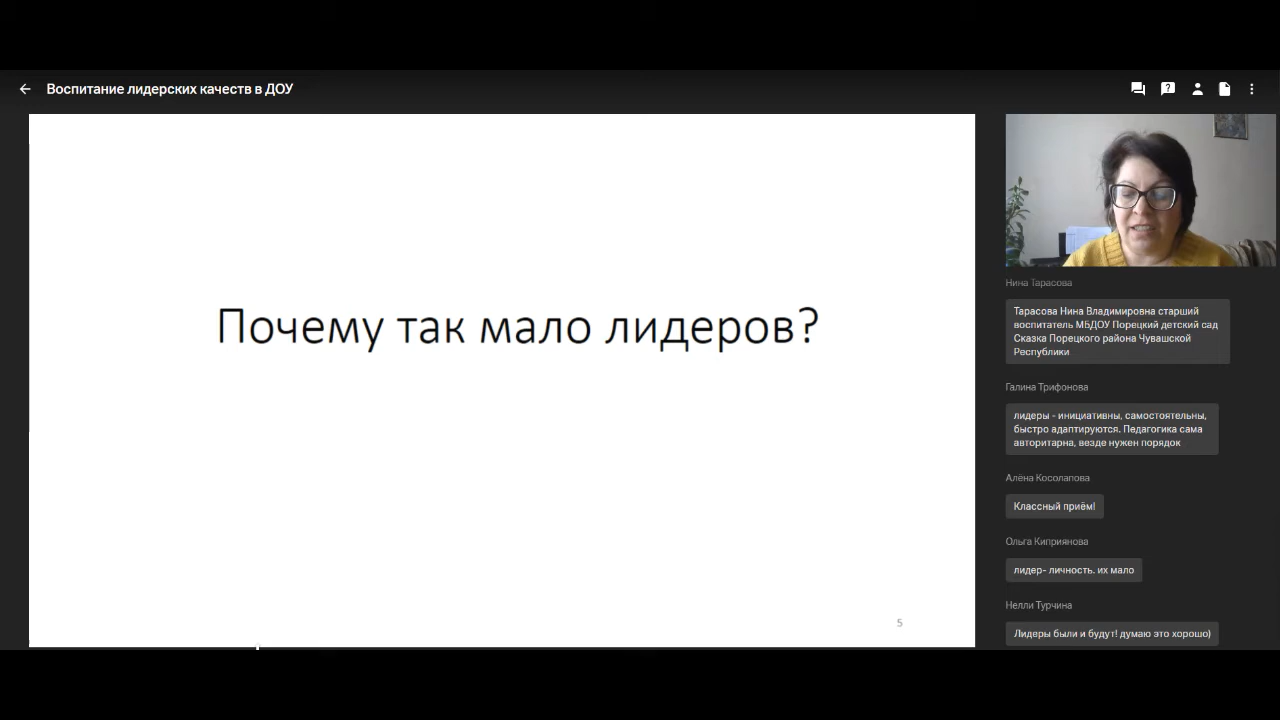 Воспитание лидерских качеств в ДОУ
Почему так мало лидеров?
5
Нина Тарасова
Тарасова Нина Владимировна старший
воспитатель МБДОУ Порецкий детский сад
Сказка Порецкого района Чувашской
Республики
Галина Трифонова
лидеры - инициативны, самостоятельны,
быстро адаптируются. Педагогика сама
авторитарна, везде нужен порядок
Алёна Косолапова
Классный приём!
Ольга Киприянова
лидер- личность. их мало
Нелли Турчина
Лидеры были и будут! думаю это хорошо)